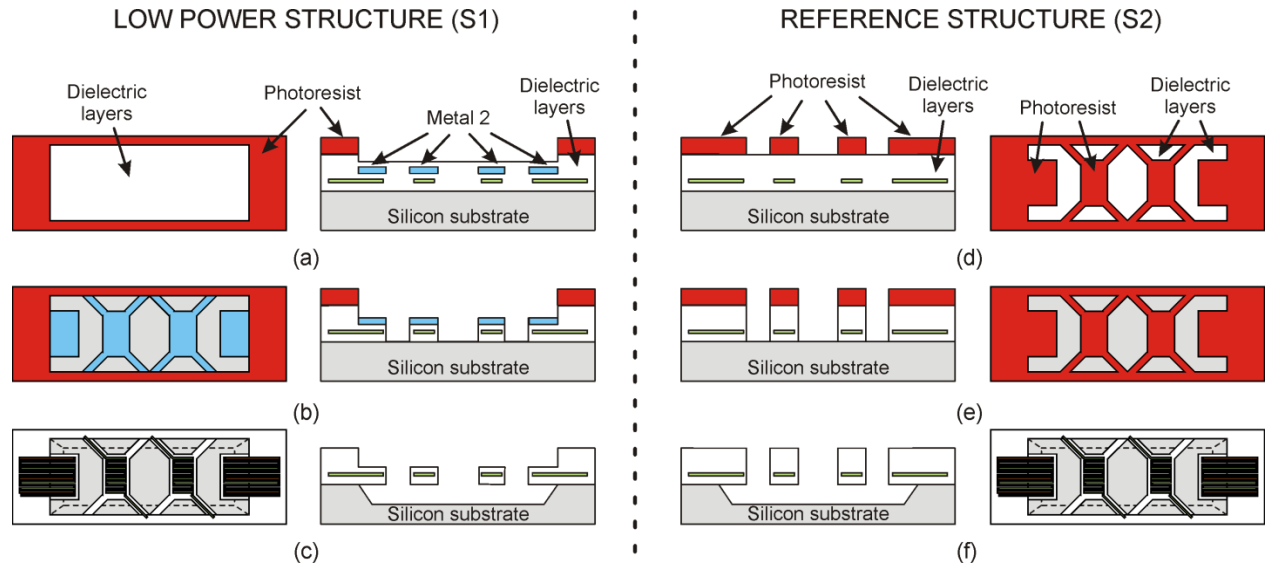 LOW POWER STRUCTURE (S1)
REFERENCE STRUCTURE (S2)
Dielectric
layers
Photoresist
Metal 2
Dielectric
layers
Silicon substrate
(a)
Photoresist
Dielectric
layers
Silicon substrate
Photoresist
Dielectric
layers
(d)
Silicon substrate
(b)
Silicon substrate
(e)
Silicon substrate
(c)
Silicon substrate
(f)